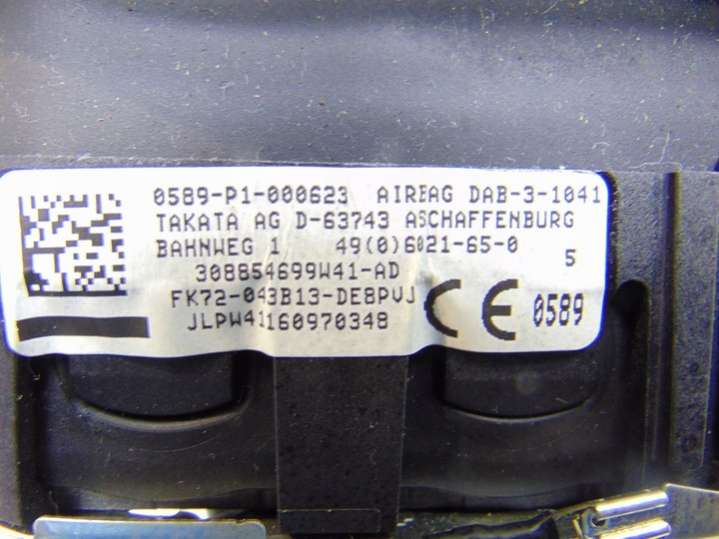 0589-P1-000623 AIRBAG DAB-3-1041
TAKATA AG D-63743 ASCHAFFENBURG
BAHNWEG 1 49(0)6021-65-0
308854699W41-AD 5
FK72-043B13-DE8PVJ
JLPW41160970348 CE 0589